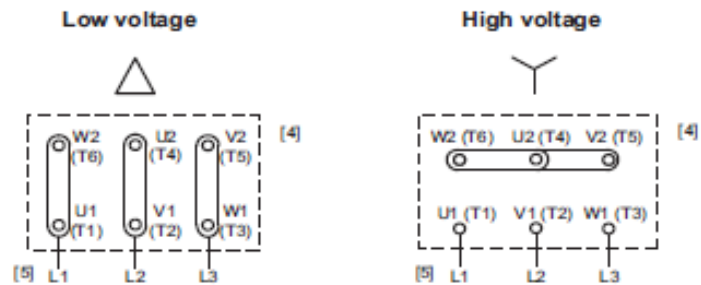 Low voltage
High voltage
W2 U2 V2 [4]
(T6) (T4) (T5)
U1 V1 W1
(T1) (T2) (T3)
[5] L1 L2 L3
W2 (T6) U2 (T4) V2 (T5) [4]
U1 (T1) V1 (T2) W1 (T3)
[5] L1 L2 L3